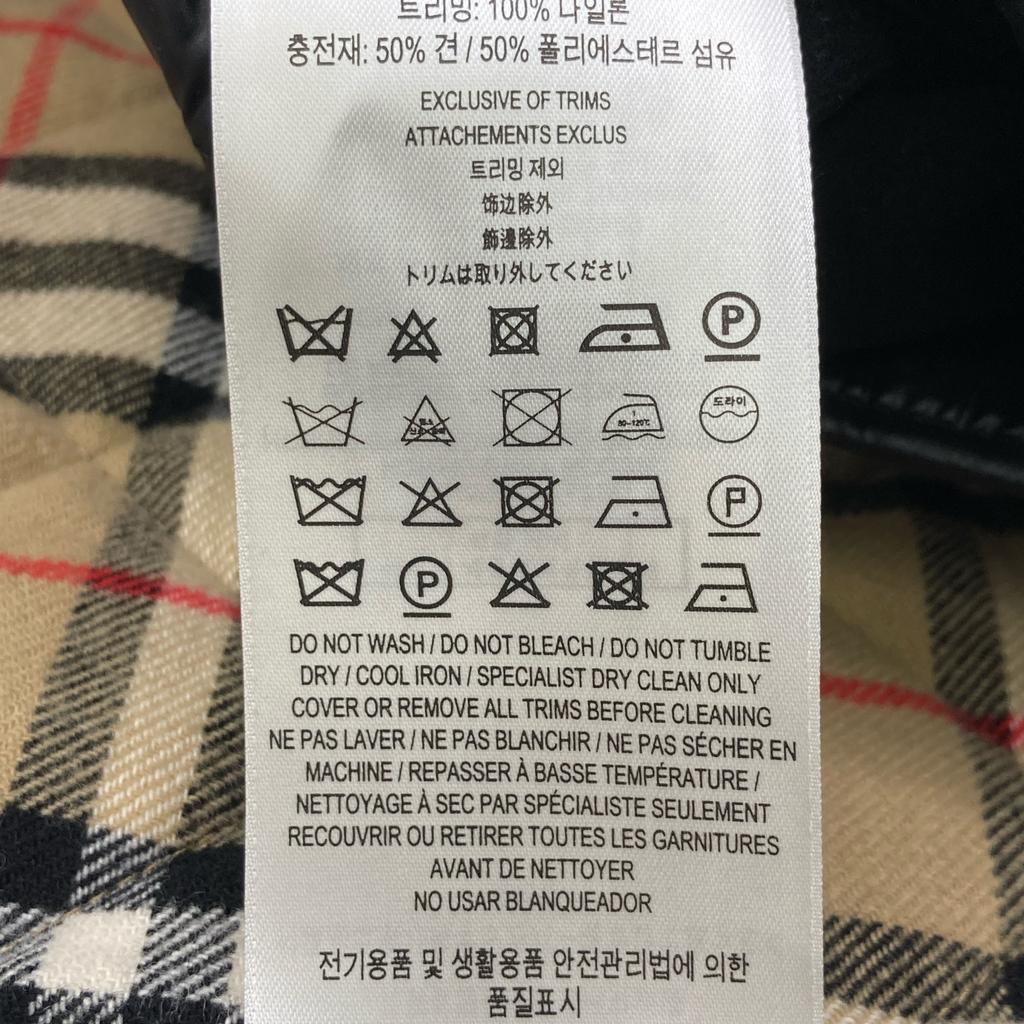 트리밍: 100% 나일론
충전재: 50% 견 / 50% 폴리에스테르 섬유
EXCLUSIVE OF TRIMS
ATTACHEMENTS EXCLUS
트리밍 제외
饰边除外
飾邊除外
トリムは取り外してください
P
1
80~120℃
도라이
P
P
DO NOT WASH / DO NOT BLEACH / DO NOT TUMBLE
DRY / COOL IRON / SPECIALIST DRY CLEAN ONLY
COVER OR REMOVE ALL TRIMS BEFORE CLEANING
NE PAS LAVER / NE PAS BLANCHIR / NE PAS SÉCHER EN
MACHINE / REPASSER À BASSE TEMPÉRATURE /
NETTOYAGE À SEC PAR SPÉCIALISTE SEULEMENT
RECOUVRIR OU RETIRER TOUTES LES GARNITURES
AVANT DE NETTOYER
NO USAR BLANQUEADOR
전기용품 및 생활용품 안전관리법에 의한
품질표시